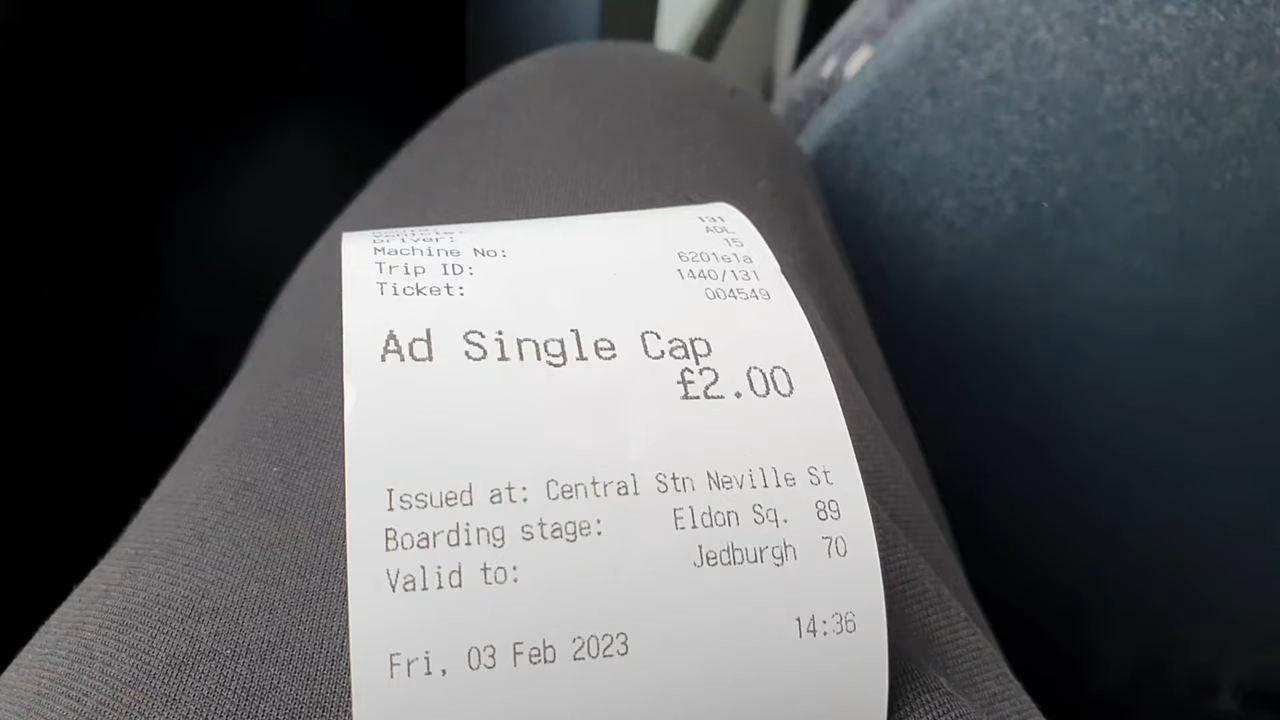 131
Vehicle: ADL
Driver: 15
Machine No: 6201e1a
Trip ID: 1440/131
Ticket: 004549
Ad Single Cap
£2.00
Issued at: Central Stn Neville St
Boarding stage: Eldon Sq. 89
Valid to: Jedburgh 70
Fri, 03 Feb 2023 14:36